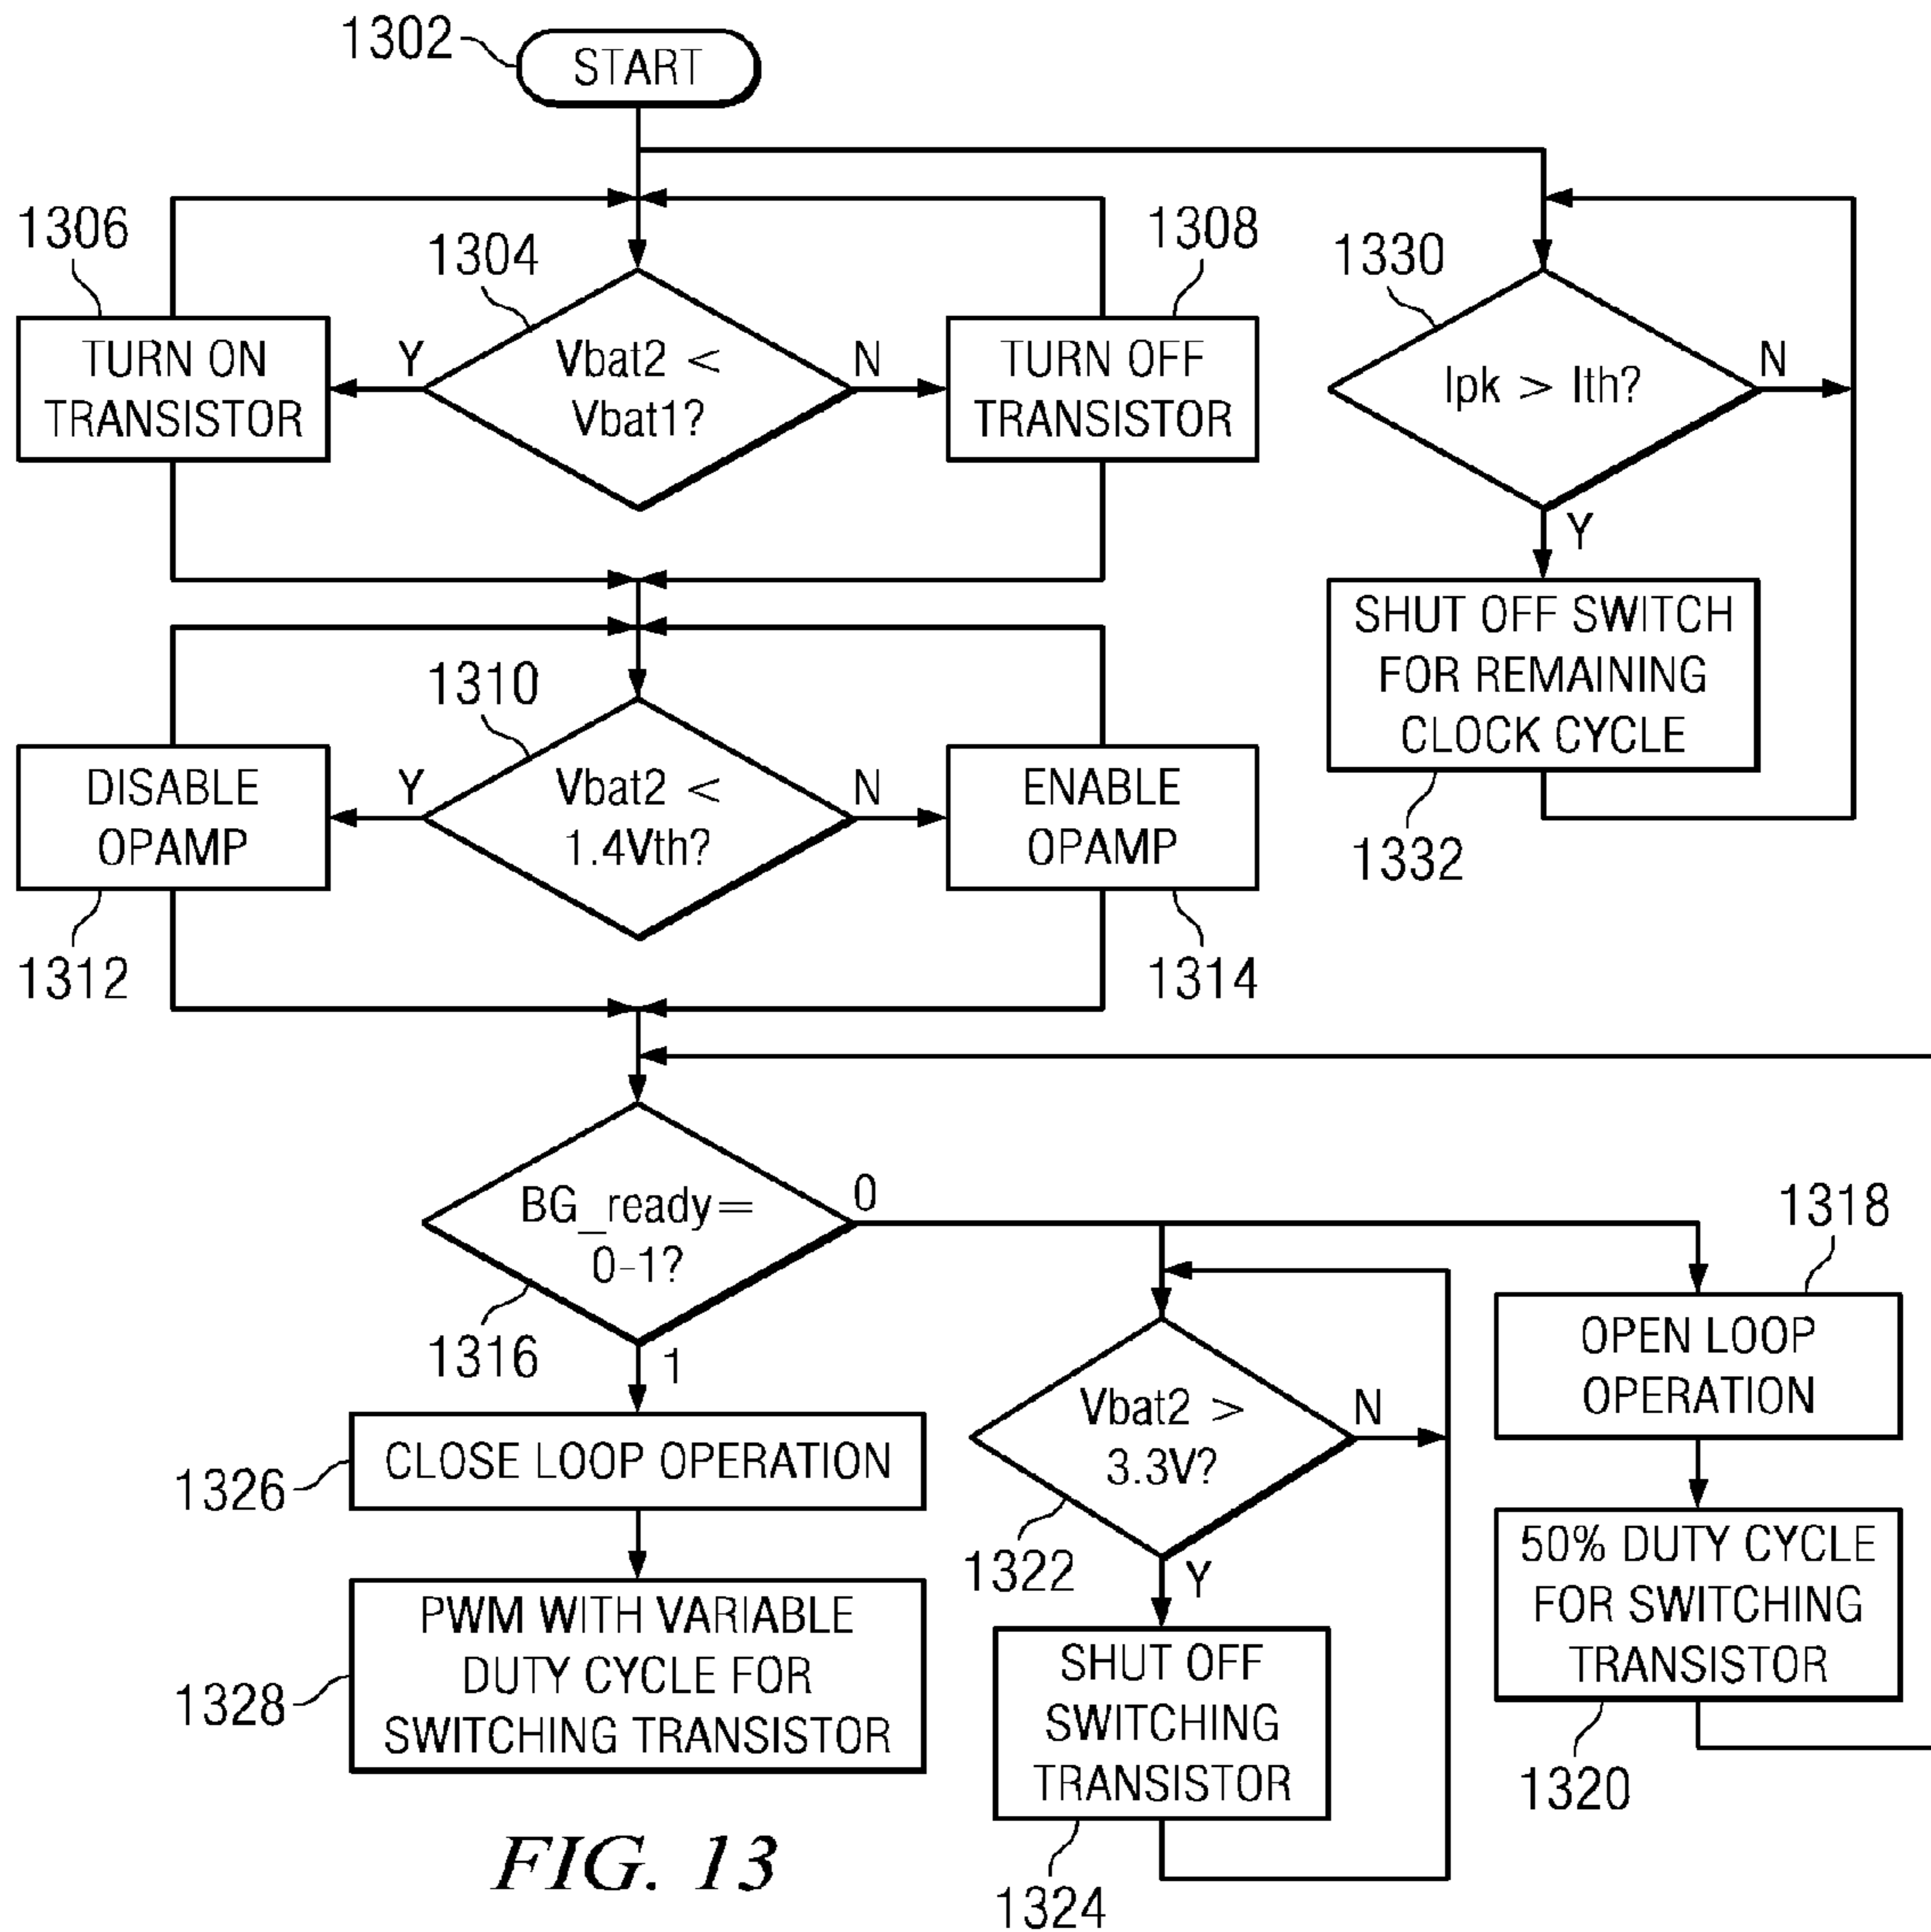 1302
START
1306
1304
1308
1330
TURN ON
TRANSISTOR
Y
Vbat2 <
Vbat1?
N
TURN OFF
TRANSISTOR
Ipk > Ith?
N
Y
1310
SHUT OFF SWITCH
FOR REMAINING
CLOCK CYCLE
1332
DISABLE
OPAMP
Y
Vbat2 <
1.4Vth?
N
ENABLE
OPAMP
1312
1314
BG_ready=
0-1?
0
1316
1
1318
OPEN LOOP
OPERATION
Vbat2 >
3.3V?
N
1322
Y
CLOSE LOOP OPERATION
1326
50% DUTY CYCLE
FOR SWITCHING
TRANSISTOR
1320
PWM WITH VARIABLE
DUTY CYCLE FOR
SWITCHING TRANSISTOR
1328
SHUT OFF
SWITCHING
TRANSISTOR
1324
FIG. 13